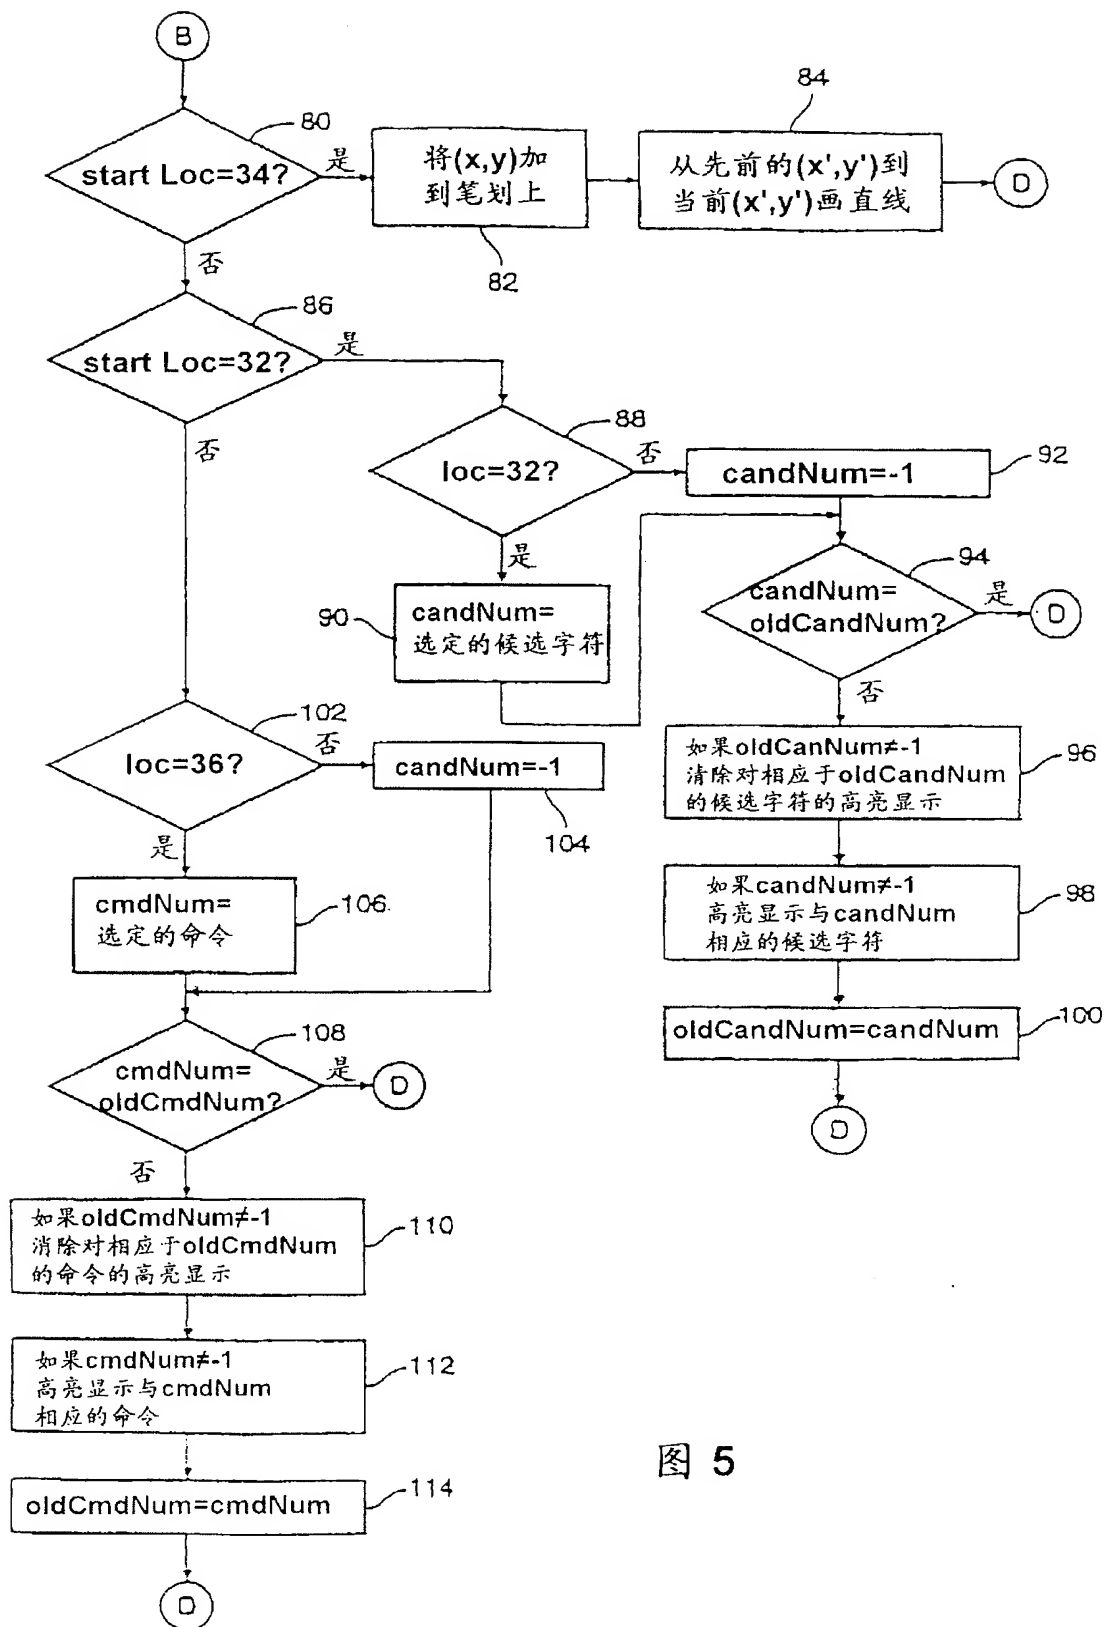 B
80
start Loc=34?
是
将(x,y)加
到笔划上
82
84
从先前的(x',y')到
当前(x',y')画直线
D
否
86
start Loc=32?
是
否
88
loc=32?
否
candNum=-1
92
是
90
candNum=
选定的候选字符
94
candNum=
oldCandNum?
是
D
否
如果oldCanNum≠-1
清除对相应于oldCandNum
的候选字符的高亮显示
96
如果candNum≠-1
高亮显示与candNum
相应的候选字符
98
oldCandNum=candNum
100
D
102
loc=36?
否
candNum=-1
104
是
cmdNum=
选定的命令
106
108
cmdNum=
oldCmdNum?
是
D
否
如果oldCmdNum≠-1
消除对相应于oldCmdNum
的命令的高亮显示
110
如果cmdNum≠-1
高亮显示与cmdNum
相应的命令
112
oldCmdNum=cmdNum
114
D
图 5